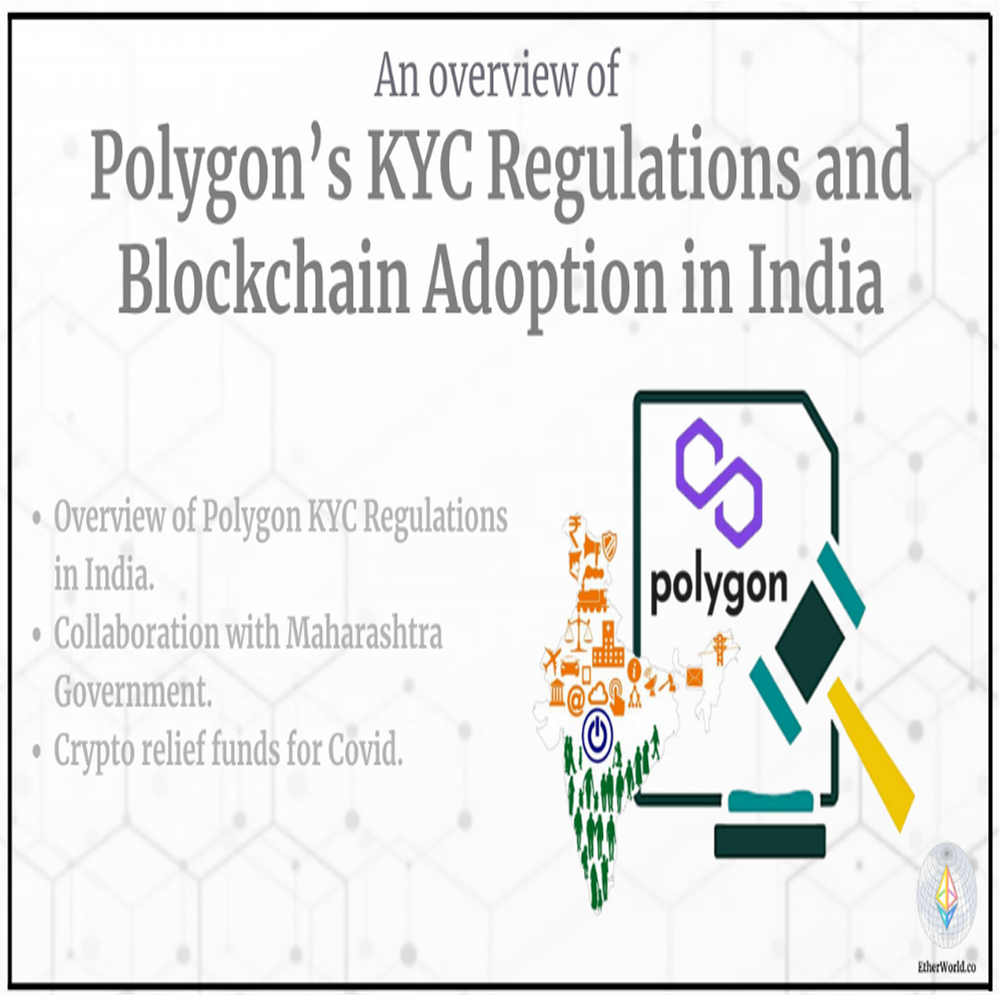 An overview of
Polygon's KYC Regulations and
Blockchain Adoption in India
• Overview of Polygon KYC Regulations
in India.
• Collaboration with Maharashtra
Government.
• Crypto relief funds for Covid.
polygon
₹
i
@
EtherWorld.co